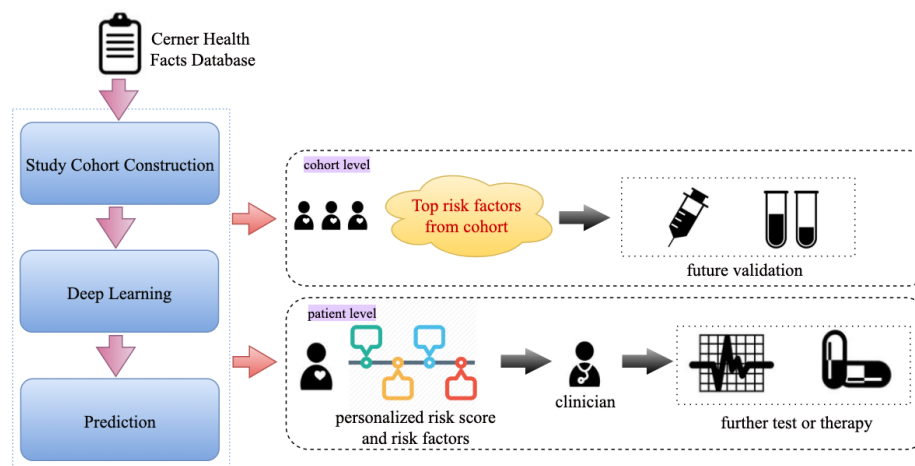 Cerner Health
Facts Database
Study Cohort Construction
Deep Learning
Prediction
cohort level
Top risk factors
from cohort
future validation
patient level
personalized risk score
and risk factors
clinician
further test or therapy